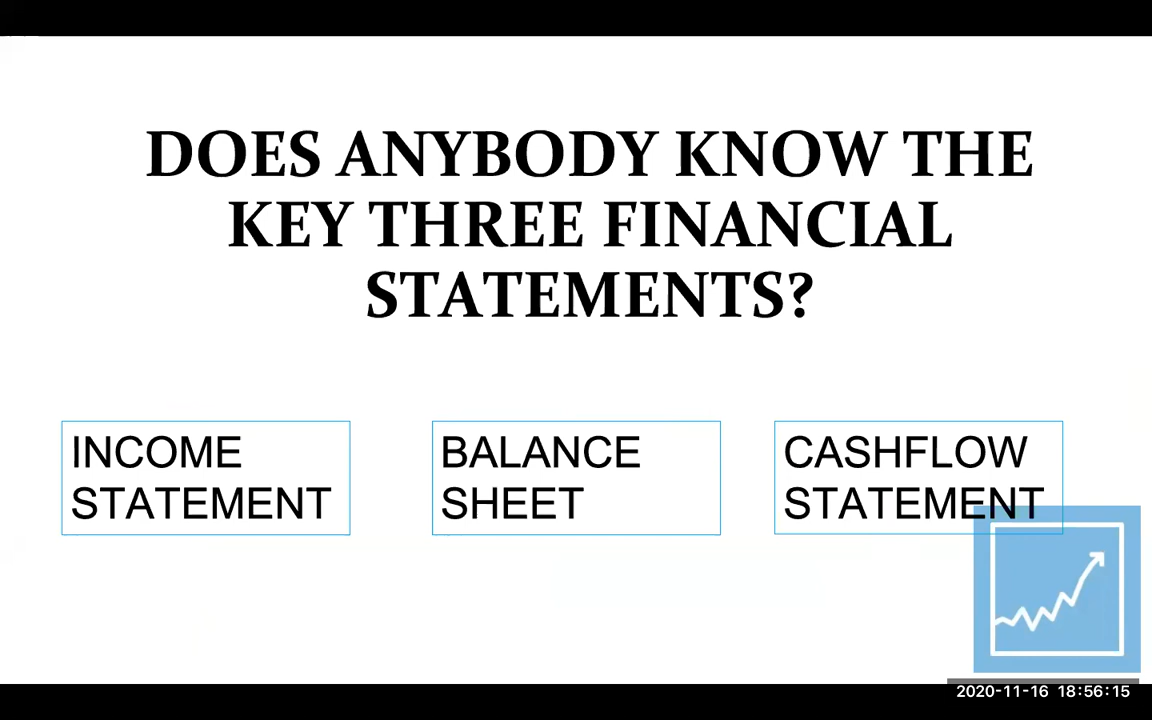 DOES ANYBODY KNOW THE
KEY THREE FINANCIAL
STATEMENTS?
INCOME
STATEMENT
BALANCE
SHEET
CASHFLOW
STATEMENT
2020-11-16 18:56:15